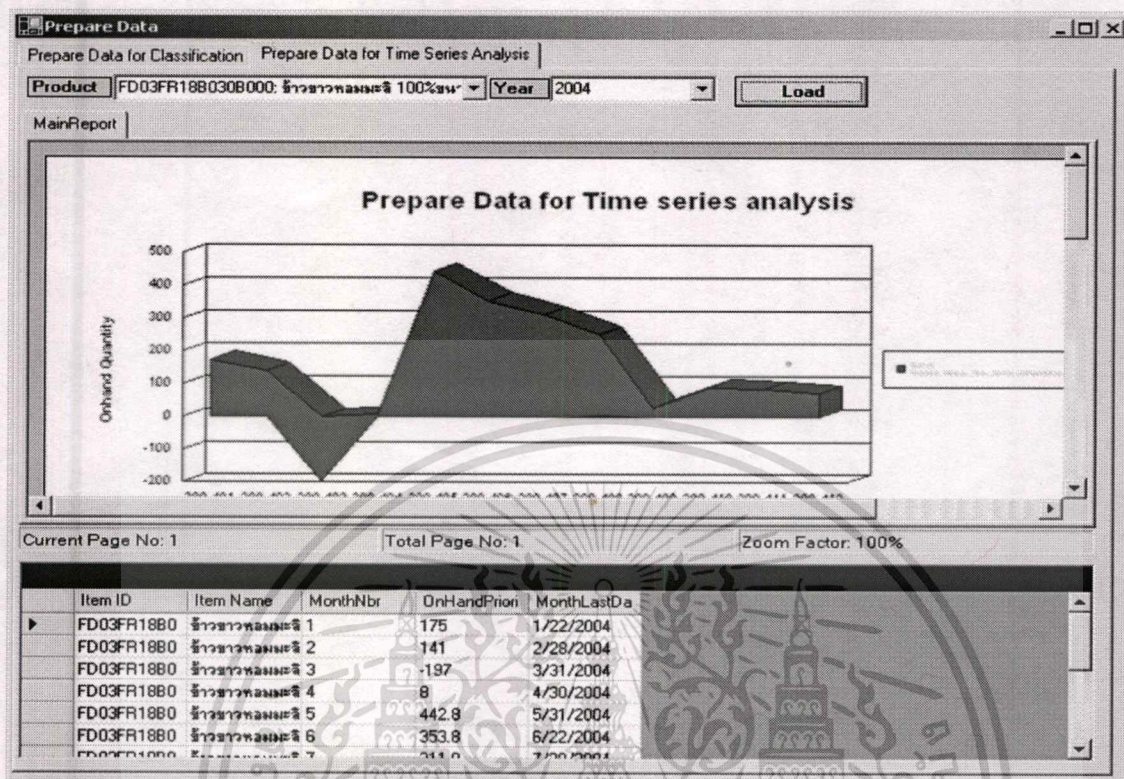 Prepare Data
Prepare Data for Classification Prepare Data for Time Series Analysis
Product FD03FR18B030B000: ข้าวขาวหอมมะลิ 100% Year 2004 Load
MainReport
Prepare Data for Time series analysis
500
400
300
200
100
0
-100
-200
Onhand Quantity
Current Page No: 1 Total Page No: 1 Zoom Factor: 100%
Item ID Item Name MonthNbr OnHandPriori MonthLastDa
FD03FR18B0 ข้าวขาวหอมมะลิ 1 175 1/22/2004
FD03FR18B0 ข้าวขาวหอมมะลิ 2 141 2/28/2004
FD03FR18B0 ข้าวขาวหอมมะลิ 3 -197 3/31/2004
FD03FR18B0 ข้าวขาวหอมมะลิ 4 8 4/30/2004
FD03FR18B0 ข้าวขาวหอมมะลิ 5 442.8 5/31/2004
FD03FR18B0 ข้าวขาวหอมมะลิ 6 353.8 6/22/2004